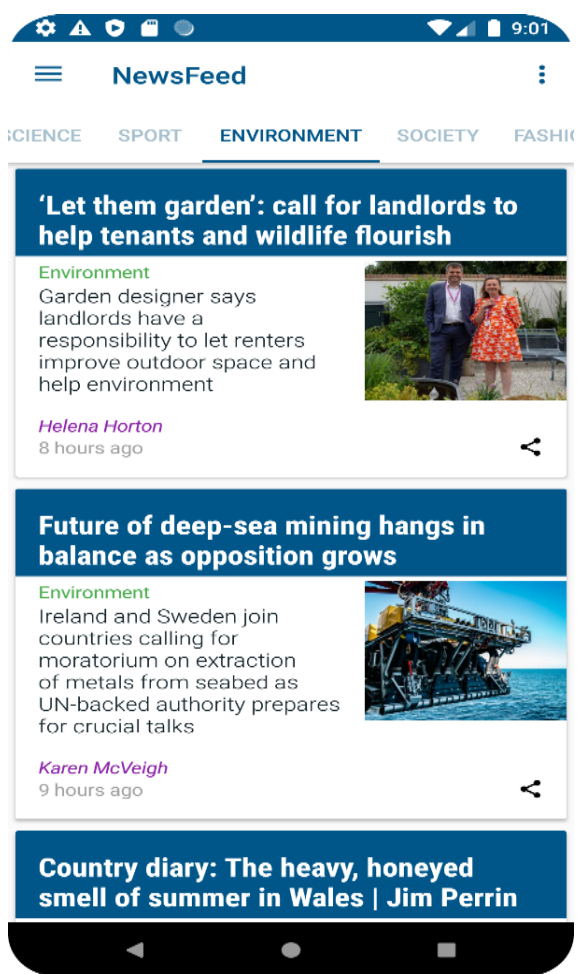 9:01
NewsFeed
SCIENCE SPORT ENVIRONMENT SOCIETY FASHIO
‘Let them garden’: call for landlords to
help tenants and wildlife flourish
Environment
Garden designer says
landlords have a
responsibility to let renters
improve outdoor space and
help environment
Helena Horton
8 hours ago
Future of deep-sea mining hangs in
balance as opposition grows
Environment
Ireland and Sweden join
countries calling for
moratorium on extraction
of metals from seabed as
UN-backed authority prepares
for crucial talks
Karen McVeigh
9 hours ago
Country diary: The heavy, honeyed
smell of summer in Wales | Jim Perrin